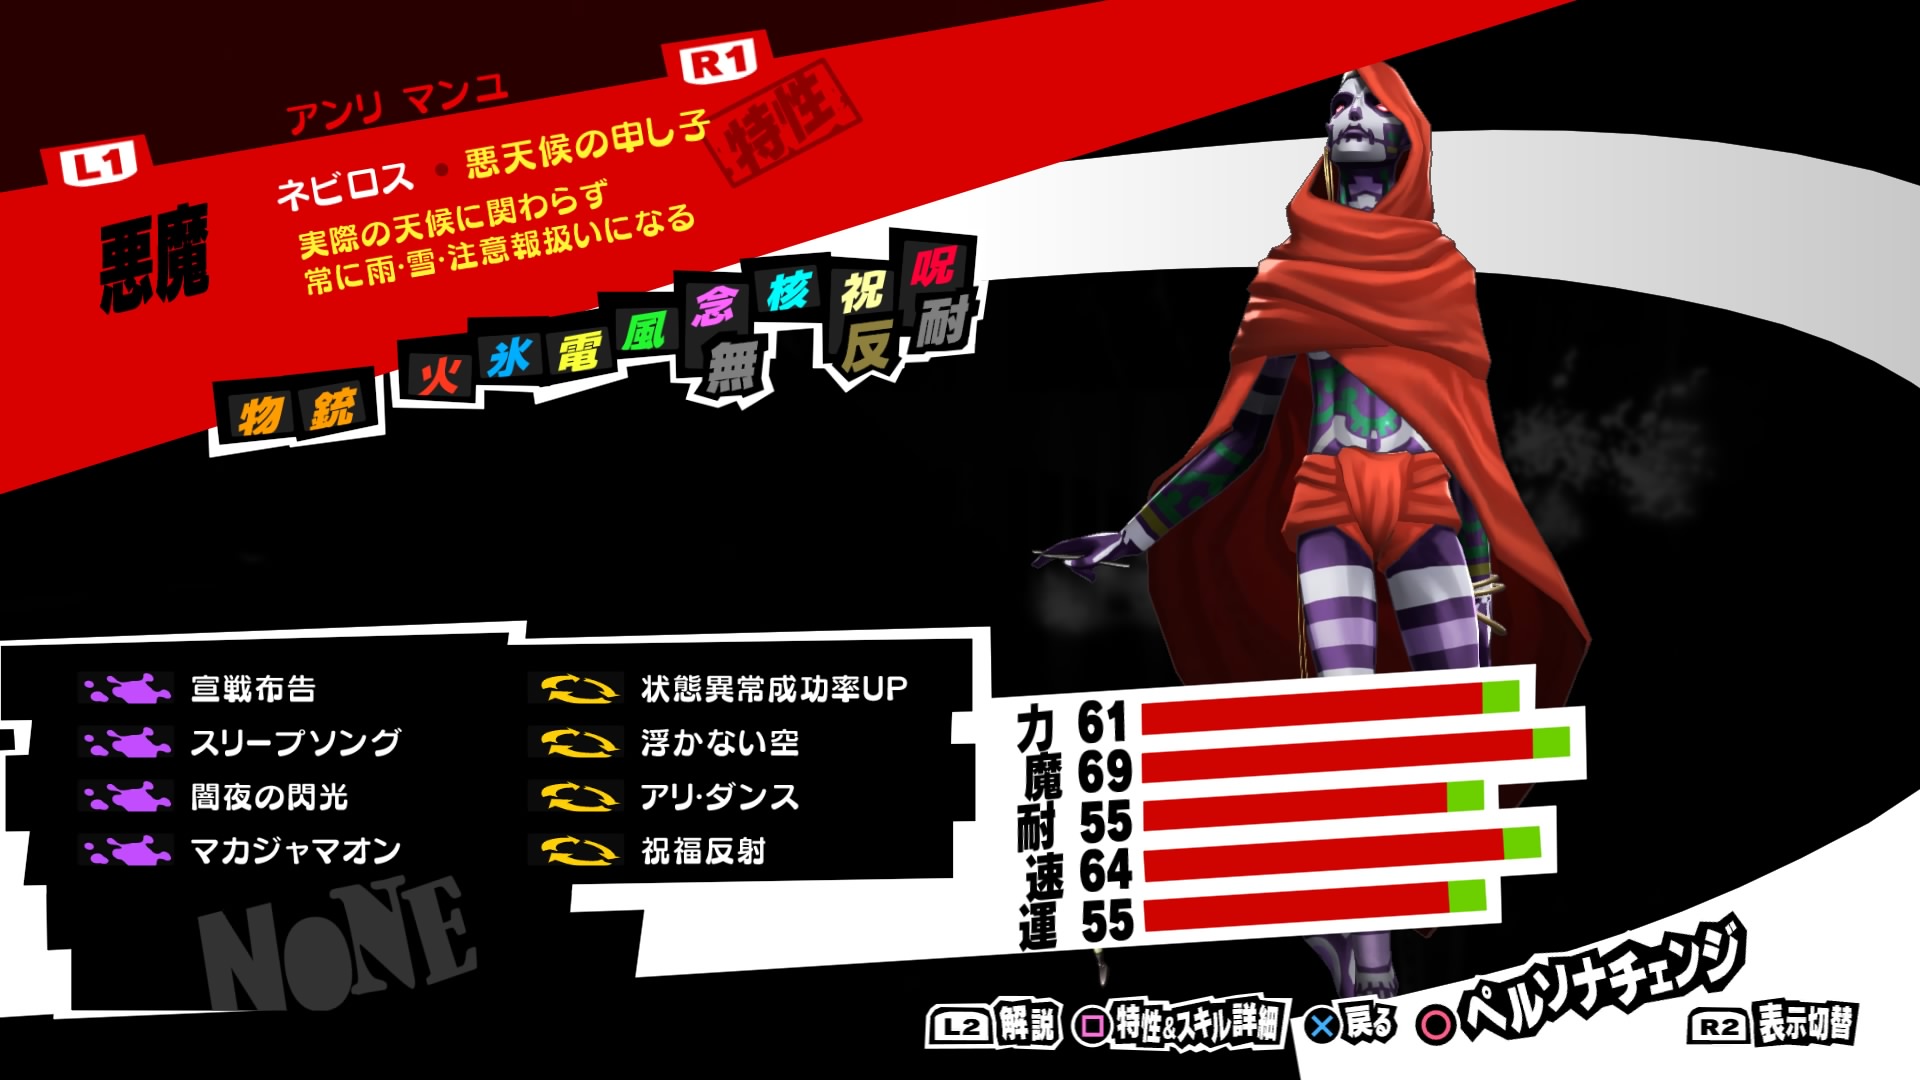 アンリ マンユ
R1
L1
悪魔
ネビロス・悪天候の申し子
特性
実際の天候に関わらず
常に雨・雪・注意報扱いになる
物 銃 火 氷 電 風 念 核 祝 呪
無 反 耐
宣戦布告
スリープソング
闇夜の閃光
マカジャマオン
状態異常成功率UP
浮かない空
アリ・ダンス
祝福反射
NONE
力 61
魔 69
耐 55
速 64
運 55
L2 解説
特性&スキル詳細
戻る
ペルソナチェンジ
R2 表示切替